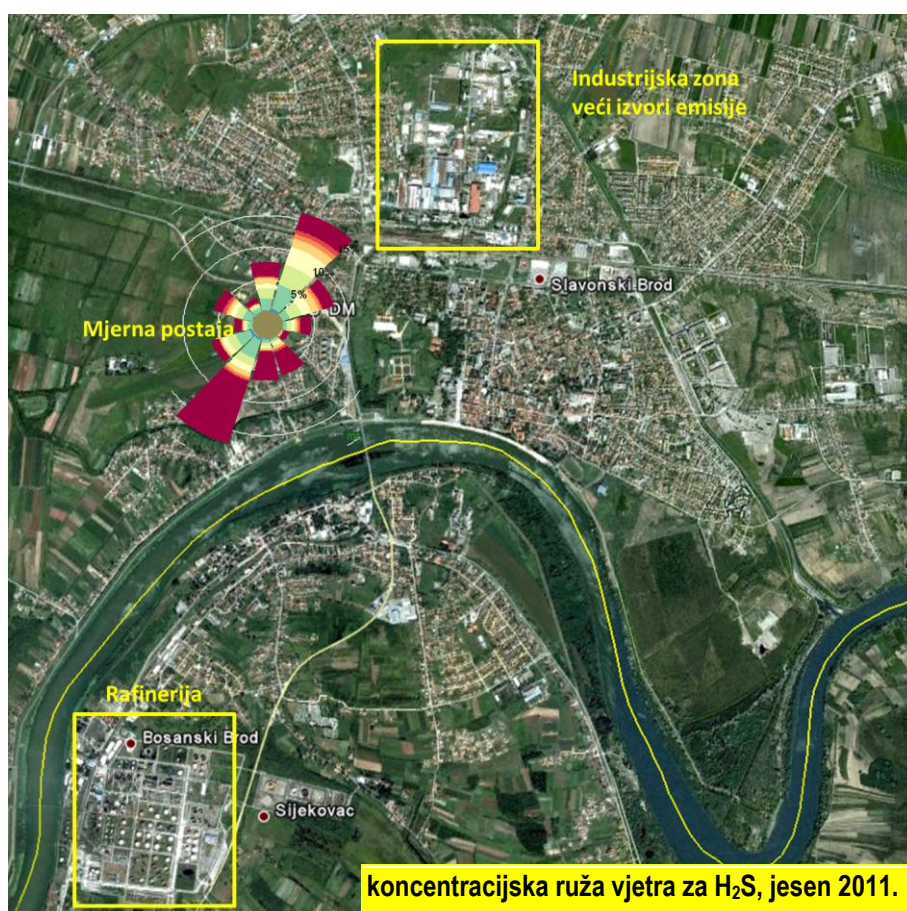 Industrijska zona
veći izvori emisije
15%
10%
5%
DM
Slavonski Brod
Mjerna postaja
Rafinerija
Bosanski Brod
Sijekovac
koncentracijska ruža vjetra za H₂S, jesen 2011.